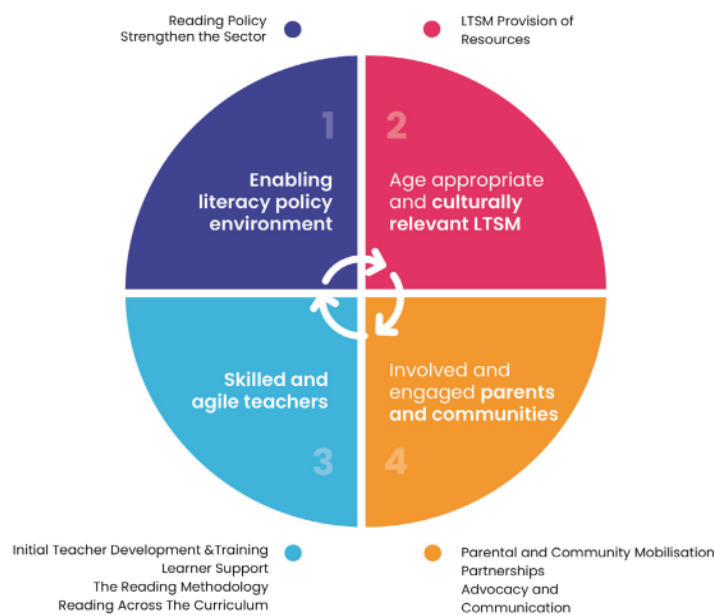 Reading Policy
Strengthen the Sector
LTSM Provision of
Resources
1
Enabling
literacy policy
environment
2
Age appropriate
and culturally
relevant LTSM
Skilled and
agile teachers
3
Involved and
engaged parents
and communities
4
Initial Teacher Development &Training
Learner Support
The Reading Methodology
Reading Across The Curriculum
Parental and Community Mobilisation
Partnerships
Advocacy and
Communication